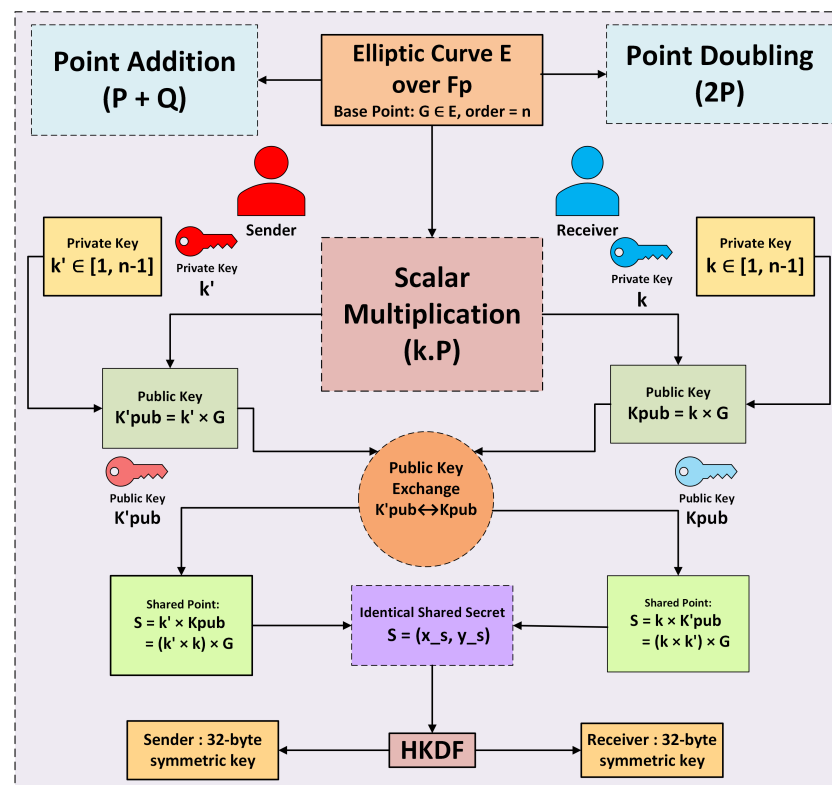 Point Addition
(P + Q)
Elliptic Curve E
over Fp
Base Point: G ∈ E, order = n
Point Doubling
(2P)
Sender
Receiver
Private Key
k' ∈ [1, n-1]
Private Key
k'
Scalar
Multiplication
(k.P)
Private Key
k
Private Key
k ∈ [1, n-1]
Public Key
K'pub = k' × G
Public Key
Kpub = k × G
Public Key
K'pub
Public Key
Exchange
K'pub↔Kpub
Public Key
Kpub
Shared Point:
S = k' × Kpub
= (k' × k) × G
Identical Shared Secret
S = (x_s, y_s)
Shared Point:
S = k × K'pub
= (k × k') × G
Sender : 32-byte
symmetric key
HKDF
Receiver : 32-byte
symmetric key